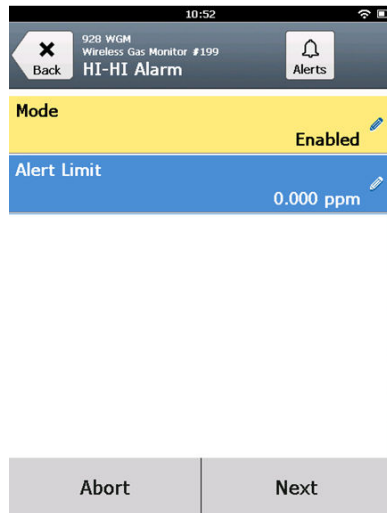 10:52
928 WGM
Wireless Gas Monitor #199
HI-HI Alarm
Back
Alerts
Mode
Enabled
Alert Limit
0.000 ppm
Abort
Next